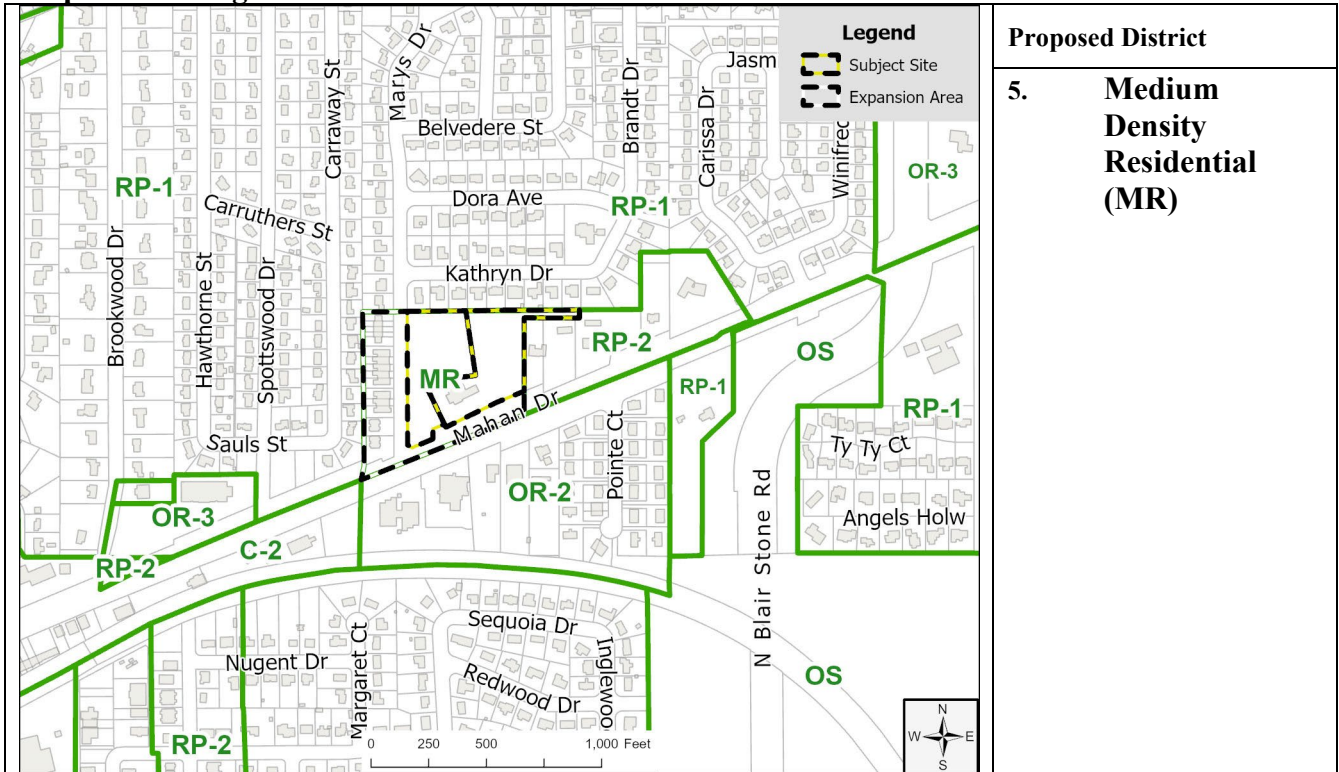 Legend
Subject Site
Expansion Area
Proposed District
5. Medium
Density
Residential
(MR)
Marys Dr
Jasm
Carraway St
Brandt Dr
Carissa Dr
Belvedere St
Winifred
OR-3
RP-1
Dora Ave
RP-1
Carruthers St
Brookwood Dr
Hawthorne St
Spottswood Dr
Kathryn Dr
RP-2
OS
MR
RP-1
RP-1
Mahan Dr
Pointe Ct
Sauls St
Ty Ty Ct
OR-2
OR-3
Angels Holw
C-2
RP-2
N Blair Stone Rd
Sequoia Dr
Margaret Ct
Nugent Dr
Inglewoo
Redwood Dr
OS
RP-2
0 250 500 1,000 Feet
N
W E
S